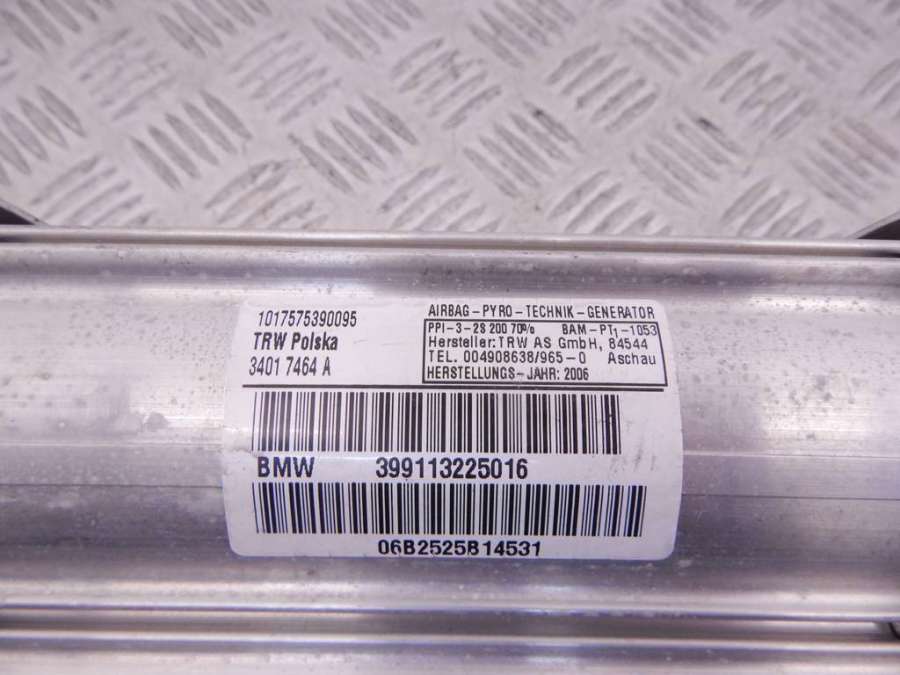 1017575390095
TRW Polska
3401 7464 A
AIRBAG-PYRO-TECHNIK-GENERATOR
PPI-3-2S 200 70% BAM-PT1-1053
Hersteller: TRW AS GmbH, 84544
TEL. 004908638/965-0 Aschau
HERSTELLUNGS-JAHR: 2006
BMW 399113225016
06B2525B14531